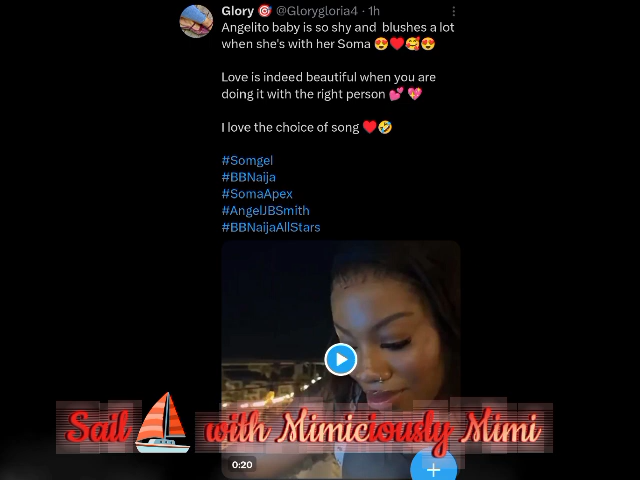 Glory 🎯 @Glorygloria4 · 1h
Angelito baby is so shy and blushes a lot
when she's with her Soma 😍❤️🥰😍
Love is indeed beautiful when you are
doing it with the right person 💕 💖
I love the choice of song ❤️🤣
#Somgel
#BBNaija
#SomaApex
#AngelJBSmith
#BBNaijaAllStars
Sail with Mimiciously Mimi
0:20